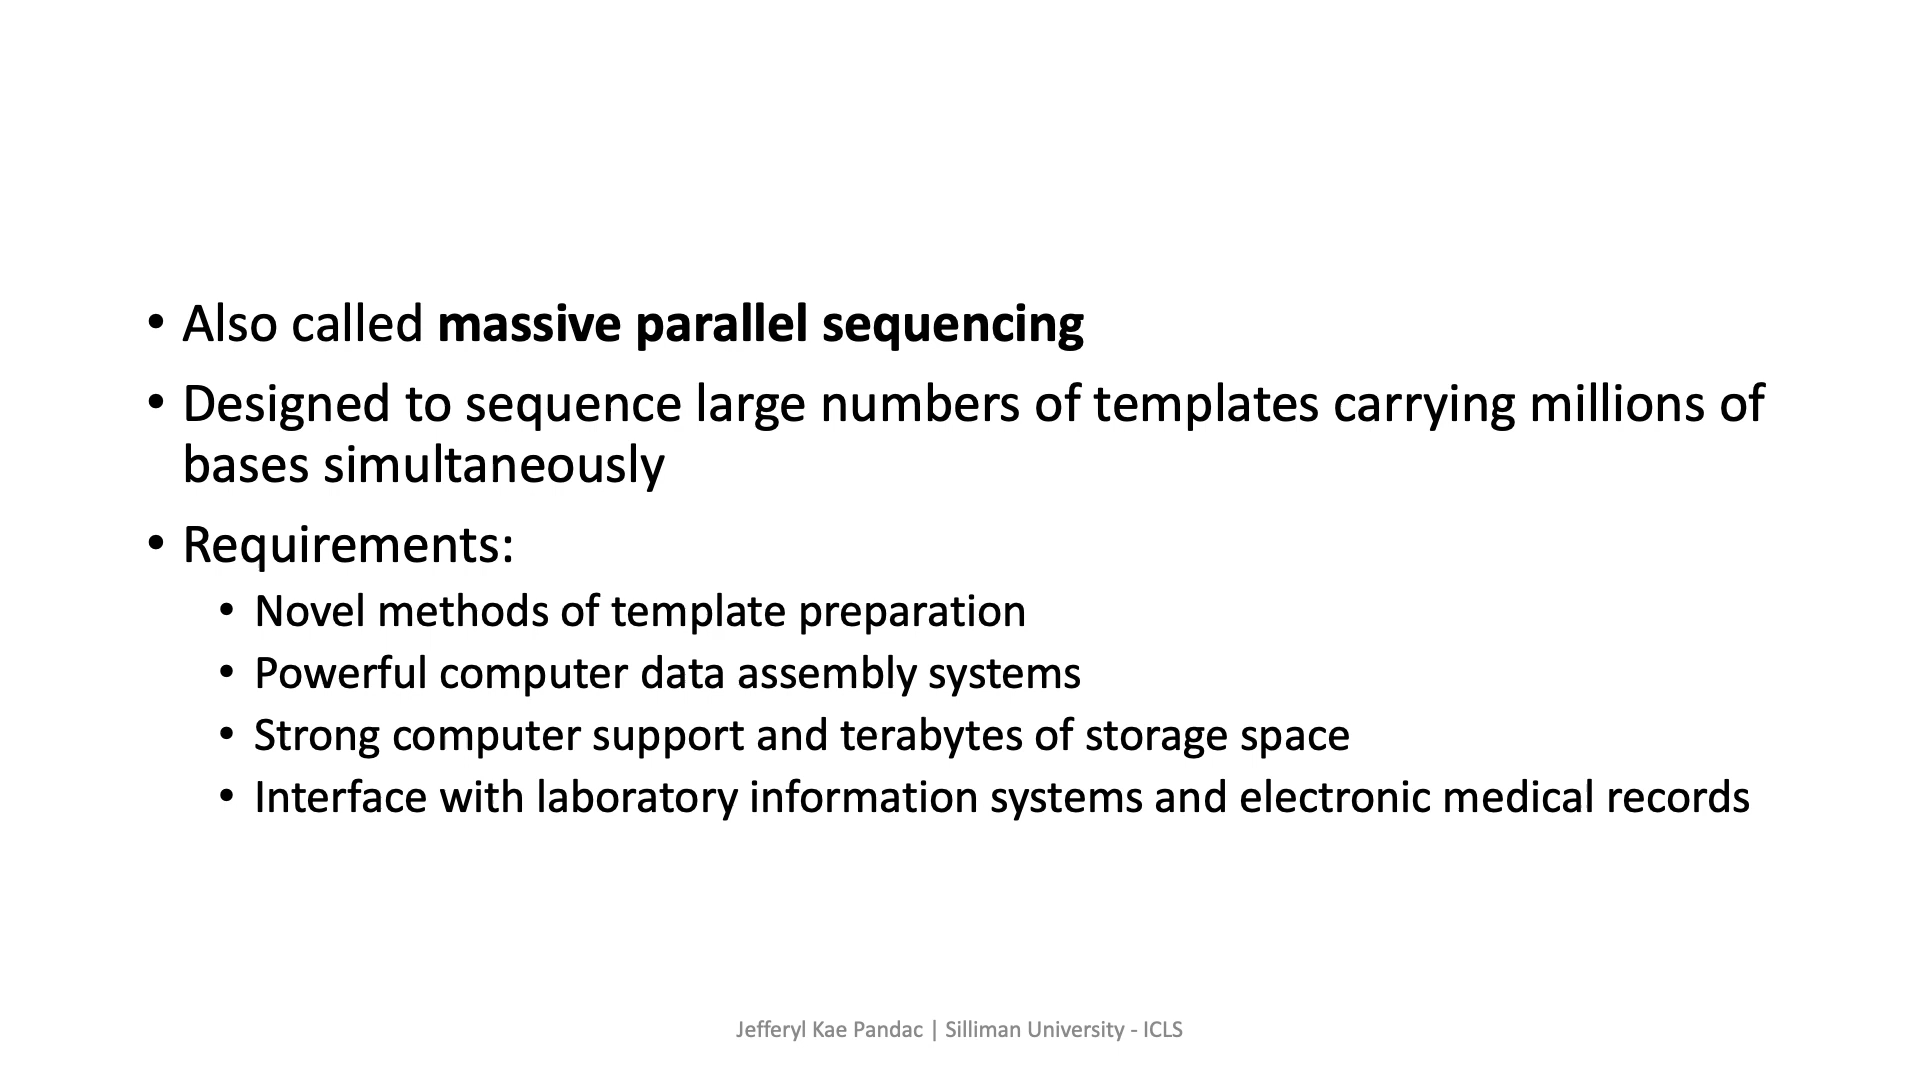 • Also called massive parallel sequencing
• Designed to sequence large numbers of templates carrying millions of
bases simultaneously
• Requirements:
• Novel methods of template preparation
• Powerful computer data assembly systems
• Strong computer support and terabytes of storage space
• Interface with laboratory information systems and electronic medical records
Jefferyl Kae Pandac | Silliman University - ICLS